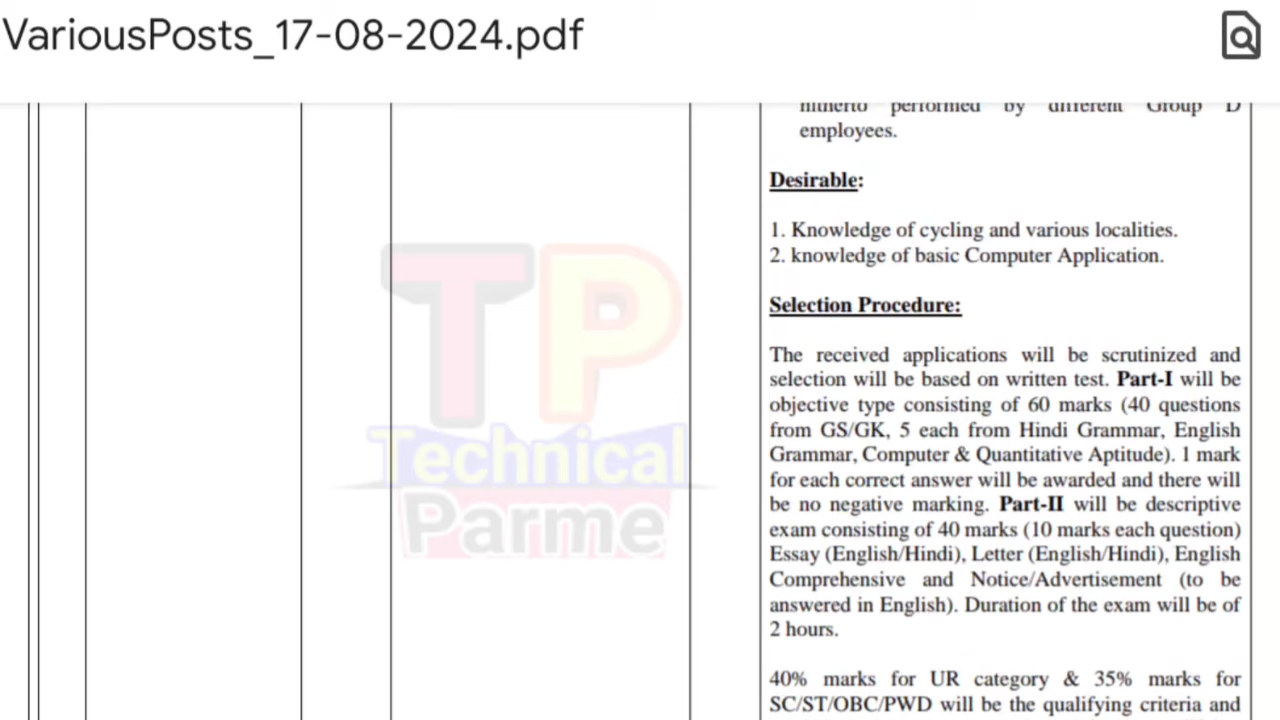 VariousPosts_17-08-2024.pdf
hitherto performed by different Group D
employees.
Desirable:
1. Knowledge of cycling and various localities.
2. knowledge of basic Computer Application.
Selection Procedure:
The received applications will be scrutinized and
selection will be based on written test. Part-I will be
objective type consisting of 60 marks (40 questions
from GS/GK, 5 each from Hindi Grammar, English
Grammar, Computer & Quantitative Aptitude). 1 mark
for each correct answer will be awarded and there will
be no negative marking. Part-II will be descriptive
exam consisting of 40 marks (10 marks each question)
Essay (English/Hindi), Letter (English/Hindi), English
Comprehensive and Notice/Advertisement (to be
answered in English). Duration of the exam will be of
2 hours.
40% marks for UR category & 35% marks for
SC/ST/OBC/PWD will be the qualifying criteria and
TP
Technical
Parme